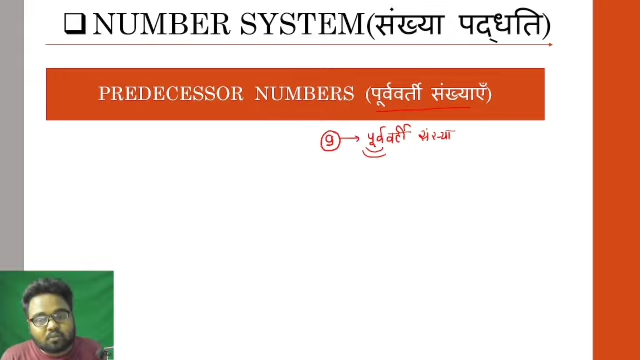 ❑ NUMBER SYSTEM(संख्या पद्धति)
PREDECESSOR NUMBERS (पूर्ववर्ती संख्याएँ)
9 → पूर्ववर्ती संख्या